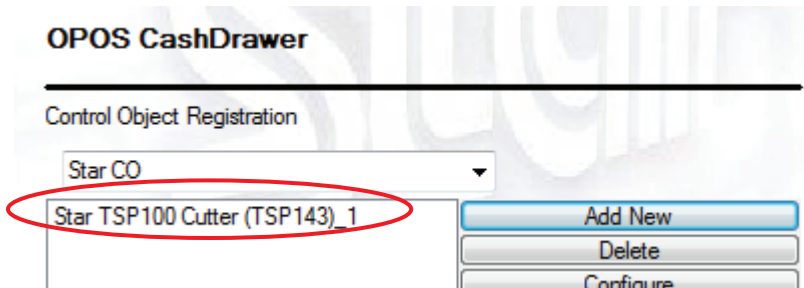 OPOS CashDrawer
Control Object Registration
Star CO
Star TSP100 Cutter (TSP143)_1
Add New
Delete
Configure